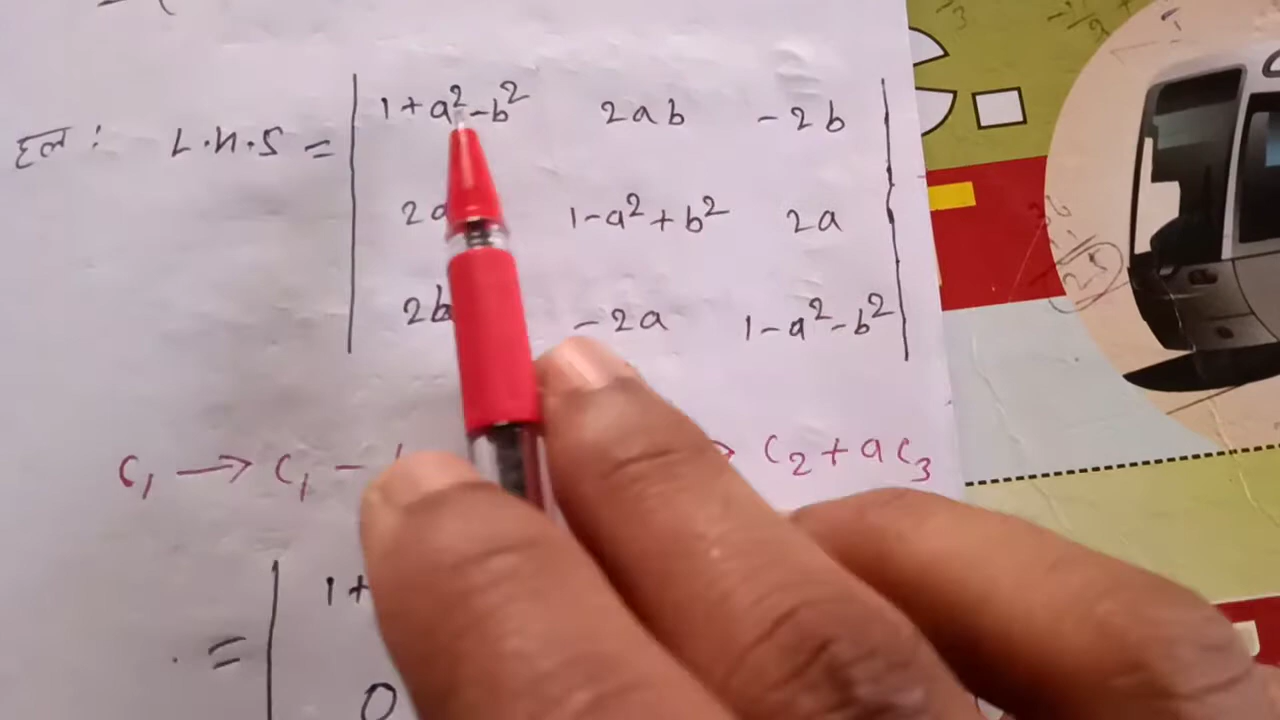 हल : L.H.S = | 1 + a² - b² 2ab - 2b |
2a 1 - a² + b² 2a
2b - 2a 1 - a² - b²
C₁ → C₁ - C₂ + aC₃
= | 1 +
0